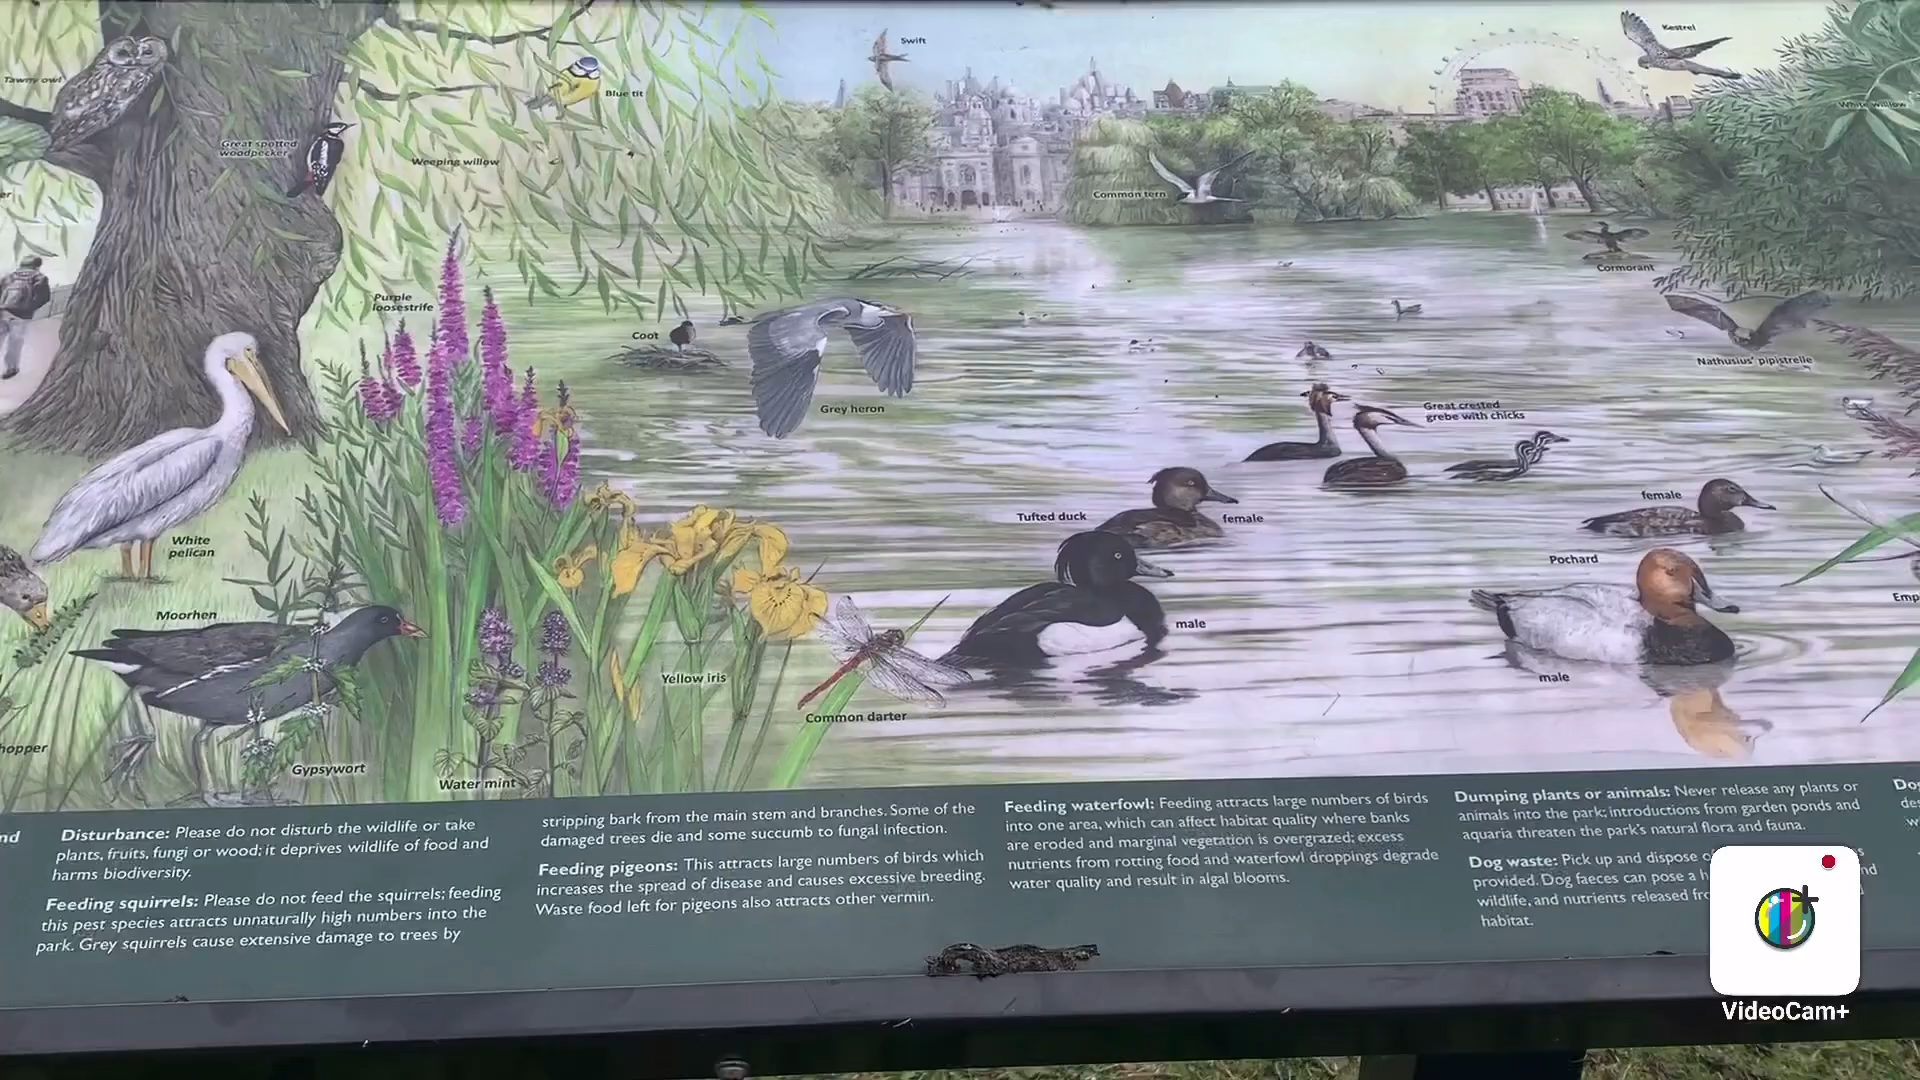 Swift
Kestrel
Tawny owl
Blue tit
White willow
Great spotted
woodpecker
Weeping willow
Common tern
Cormorant
Purple
loosestrife
Coot
Nathusius' pipistrelle
Grey heron
Great crested
grebe with chicks
female
Tufted duck
female
White
pelican
Pochard
Emp
Moorhen
male
Yellow iris
male
Common darter
hopper
Gypsywort
Water mint
nd
Disturbance: Please do not disturb the wildlife or take
plants, fruits, fungi or wood; it deprives wildlife of food and
harms biodiversity.
Feeding squirrels: Please do not feed the squirrels; feeding
this pest species attracts unnaturally high numbers into the
park. Grey squirrels cause extensive damage to trees by
stripping bark from the main stem and branches. Some of the
damaged trees die and some succumb to fungal infection.
Feeding pigeons: This attracts large numbers of birds which
increases the spread of disease and causes excessive breeding.
Waste food left for pigeons also attracts other vermin.
Feeding waterfowl: Feeding attracts large numbers of birds
into one area, which can affect habitat quality where banks
are eroded and marginal vegetation is overgrazed; excess
nutrients from rotting food and waterfowl droppings degrade
water quality and result in algal blooms.
Dumping plants or animals: Never release any plants or
animals into the park; introductions from garden ponds and
aquaria threaten the park's natural flora and fauna.
Dog waste: Pick up and dispose o
provided. Dog faeces can pose a h
wildlife, and nutrients released fro
habitat.
Dog
VideoCam+